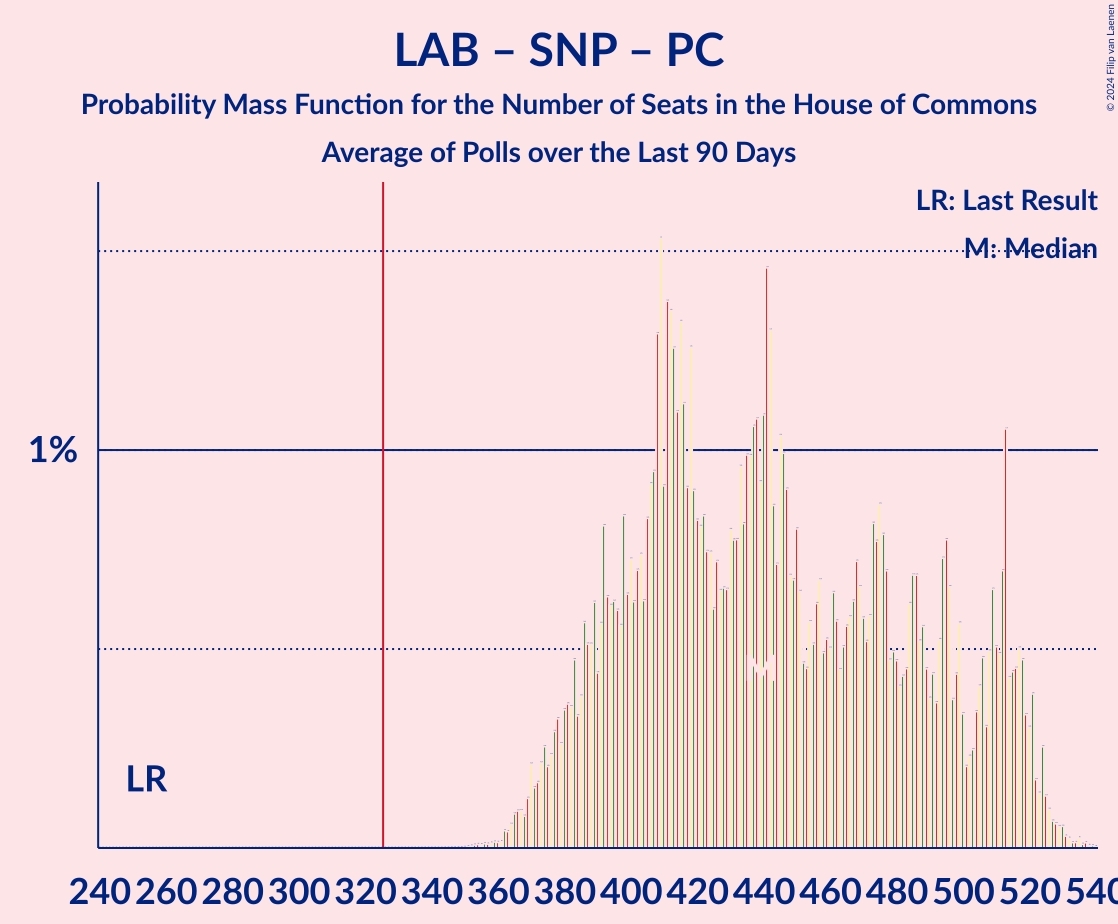 LAB – SNP – PC
Probability Mass Function for the Number of Seats in the House of Commons
Average of Polls over the Last 90 Days
© 2024 Filip van Laenen
LR: Last Result
M: Median
1%
M
LR
240 260 280 300 320 340 360 380 400 420 440 460 480 500 520 540